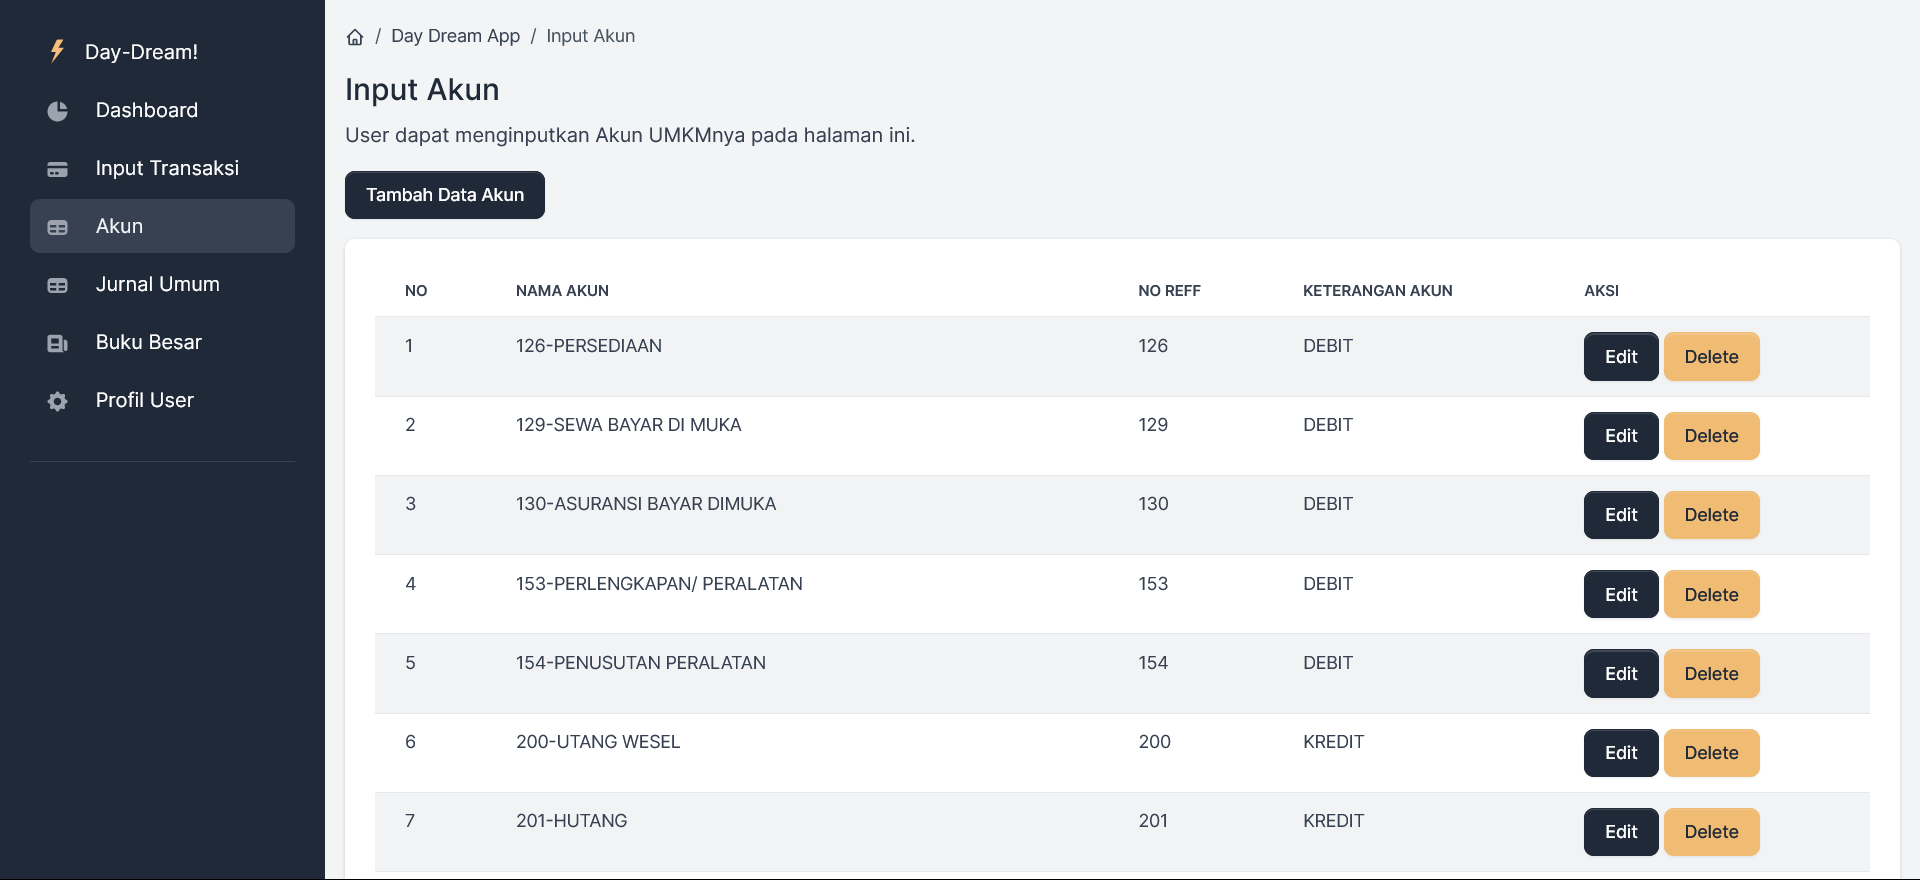 Day-Dream!
Dashboard
Input Transaksi
Akun
Jurnal Umum
Buku Besar
Profil User
/ Day Dream App / Input Akun
Input Akun
User dapat menginputkan Akun UMKMnya pada halaman ini.
Tambah Data Akun
NO NAMA AKUN NO REFF KETERANGAN AKUN AKSI
1 126-PERSEDIAAN 126 DEBIT Edit Delete
2 129-SEWA BAYAR DI MUKA 129 DEBIT Edit Delete
3 130-ASURANSI BAYAR DIMUKA 130 DEBIT Edit Delete
4 153-PERLENGKAPAN/ PERALATAN 153 DEBIT Edit Delete
5 154-PENUSUTAN PERALATAN 154 DEBIT Edit Delete
6 200-UTANG WESEL 200 KREDIT Edit Delete
7 201-HUTANG 201 KREDIT Edit Delete